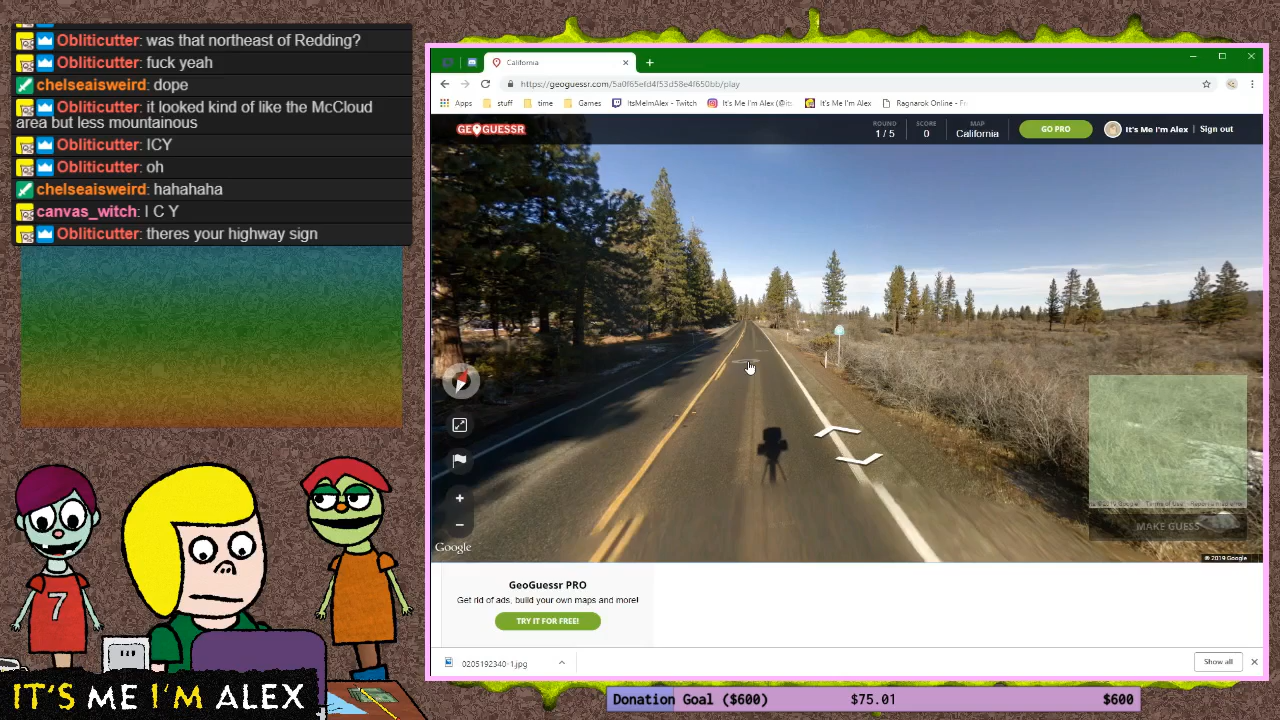 Obliticutter: was that northeast of Redding?
Obliticutter: fuck yeah
chelseaisweird: dope
Obliticutter: it looked kind of like the McCloud
area but less mountainous
Obliticutter: ICY
Obliticutter: oh
chelseaisweird: hahahaha
canvas_witch: I C Y
Obliticutter: theres your highway sign
7
IT'S ME I'M ALEX
California
https://geoguessr.com/5a0f65efd4f53d58e4f650bb/play
Apps stuff time Games ItsMeImAlex - Twitch It's Me I'm Alex (@its It's Me I'm Alex Ragnarok Online - Fr
GEOGUESSR
ROUND
1 / 5
SCORE
0
MAP
California
GO PRO
It's Me I'm Alex | Sign out
MAKE GUESS
Google
© 2019 Google
GeoGuessr PRO
Get rid of ads, build your own maps and more!
TRY IT FOR FREE!
0205192340-1.jpg
Show all
Donation Goal ($600) $75.01 $600